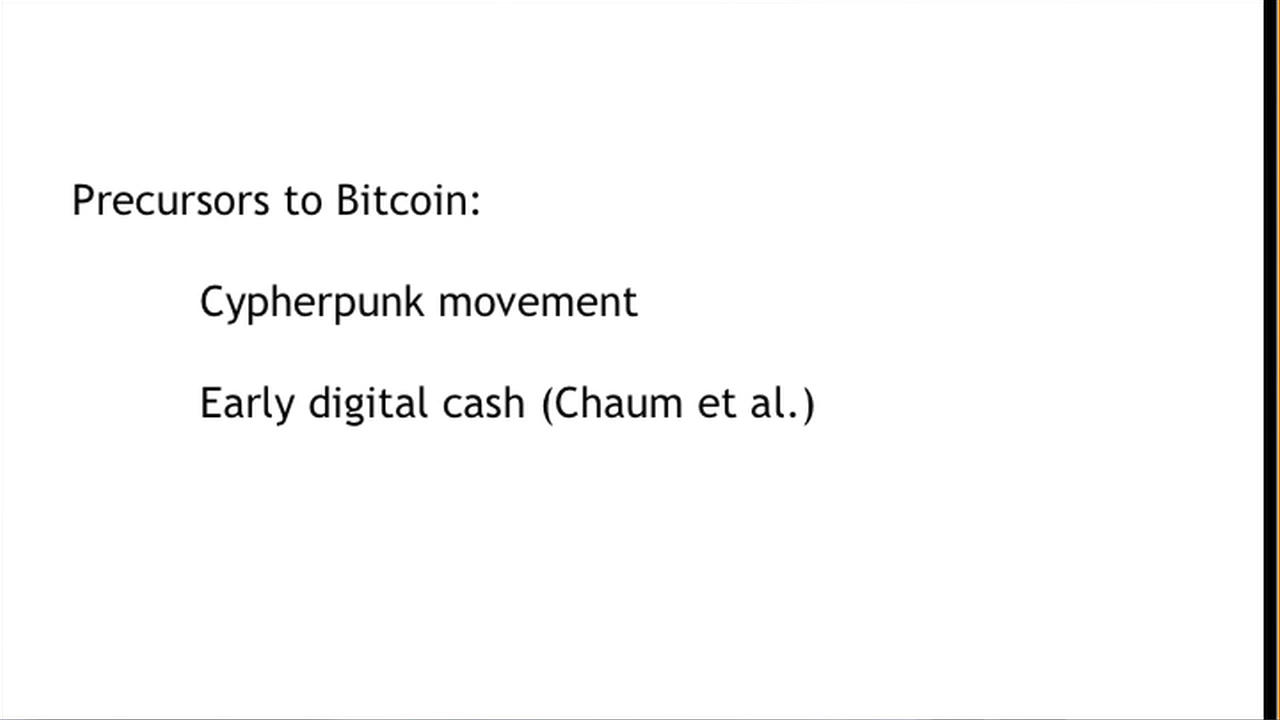 Precursors to Bitcoin:
Cypherpunk movement
Early digital cash (Chaum et al.)